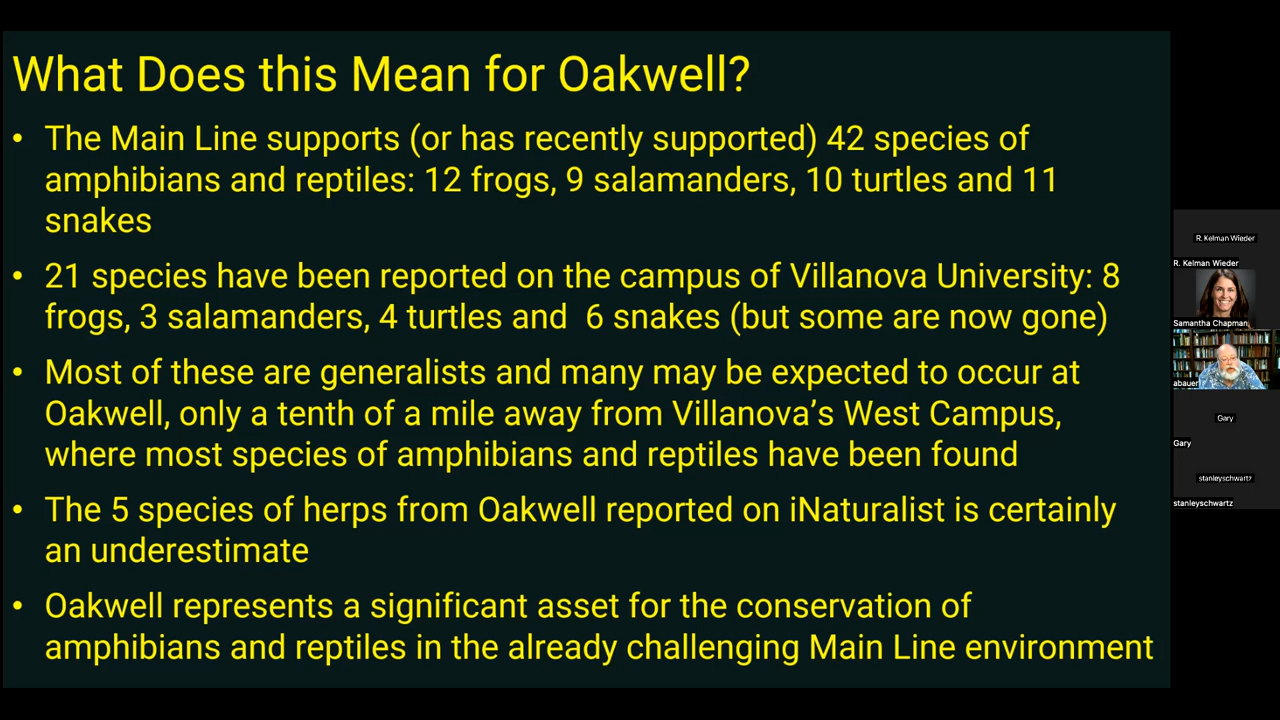 What Does this Mean for Oakwell?
• The Main Line supports (or has recently supported) 42 species of
amphibians and reptiles: 12 frogs, 9 salamanders, 10 turtles and 11
snakes
• 21 species have been reported on the campus of Villanova University: 8
frogs, 3 salamanders, 4 turtles and 6 snakes (but some are now gone)
• Most of these are generalists and many may be expected to occur at
Oakwell, only a tenth of a mile away from Villanova's West Campus,
where most species of amphibians and reptiles have been found
• The 5 species of herps from Oakwell reported on iNaturalist is certainly
an underestimate
• Oakwell represents a significant asset for the conservation of
amphibians and reptiles in the already challenging Main Line environment
R. Kelman Wieder
R. Kelman Wieder
Samantha Chapman
abauer
Gary
Gary
stanleyschwartz
stanleyschwartz